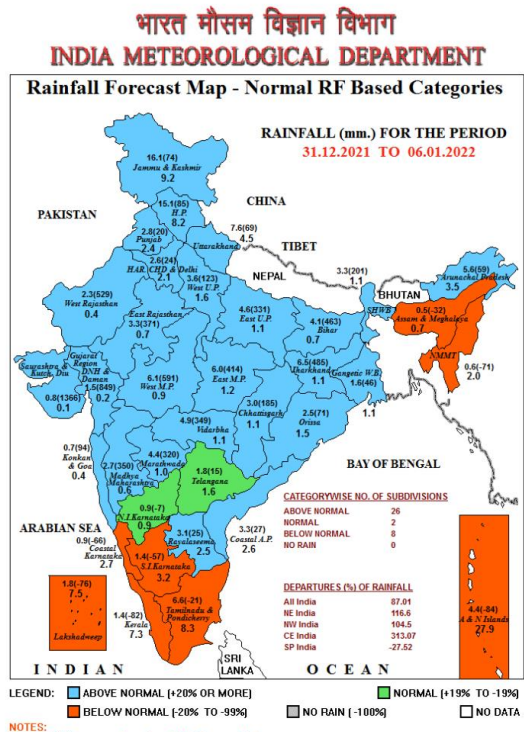 भारत मौसम विज्ञान विभाग
INDIA METEOROLOGICAL DEPARTMENT
Rainfall Forecast Map - Normal RF Based Categories
RAINFALL (mm.) FOR THE PERIOD
31.12.2021 TO 06.01.2022
16.1(74)
Jammu & Kashmir
9.2
15.1(85)
H.P.
8.2
CHINA
PAKISTAN
2.8(20)
Punjab
2.4
7.6(69)
Uttarakhand
4.5
TIBET
2.6(24)
HAR. CHD & Delhi
2.1
NEPAL
3.6(123)
West U.P.
1.6
3.3(201)
1.1
SHWB
BHUTAN
5.6(59)
Arunachal Pradesh
3.5
2.3(529)
West Rajasthan
0.4
East Rajasthan
3.3(371)
0.7
4.6(331)
East U.P.
1.1
4.1(463)
Bihar
0.7
0.5(-32)
Assam & Meghalaya
0.7
NMMT
0.6(-71)
2.0
Saurashtra &
Kutch, Diu
0.8(1366)
0.1
Gujarat
Region
DNH &
Daman
1.5(849)
0.2
6.1(591)
West M.P.
0.9
6.0(414)
East M.P.
1.2
6.5(485)
Jharkhand
1.1
Gangetic W.B.
1.6(46)
1.1
4.9(349)
Vidarbha
1.1
3.0(185)
Chhattisgarh
1.1
2.5(71)
Orissa
1.5
0.7(94)
Konkan
& Goa
0.4
2.7(350)
Madhya
Maharashtra
0.6
4.4(320)
Marathwada
1.0
1.8(15)
Telangana
1.6
BAY OF BENGAL
ARABIAN SEA
0.9(-7)
N.I.Karnataka
0.9
0.9(-66)
Coastal
Karnataka
2.7
3.1(25)
Rayalaseema
2.5
3.3(27)
Coastal A.P.
2.6
1.4(-57)
S.I.Karnataka
3.2
CATEGORYWISE NO. OF SUBDIVISIONS
ABOVE NORMAL 26
NORMAL 2
BELOW NORMAL 8
NO RAIN 0
DEPARTURES (%) OF RAINFALL
All India 87.01
NE India 116.6
NW India 104.5
CE India 313.07
SP India -27.52
1.8(-76)
7.5
Lakshadweep
1.4(-82)
Kerala
7.3
6.6(-21)
Tamilnadu &
Pondicherry
8.3
4.4(-84)
A & N Islands
27.9
SRI
LANKA
INDIAN OCEAN
LEGEND: ABOVE NORMAL (+20% OR MORE) NORMAL (+19% TO -19%)
BELOW NORMAL (-20% TO -99%) NO RAIN (-100%) NO DATA
NOTES: